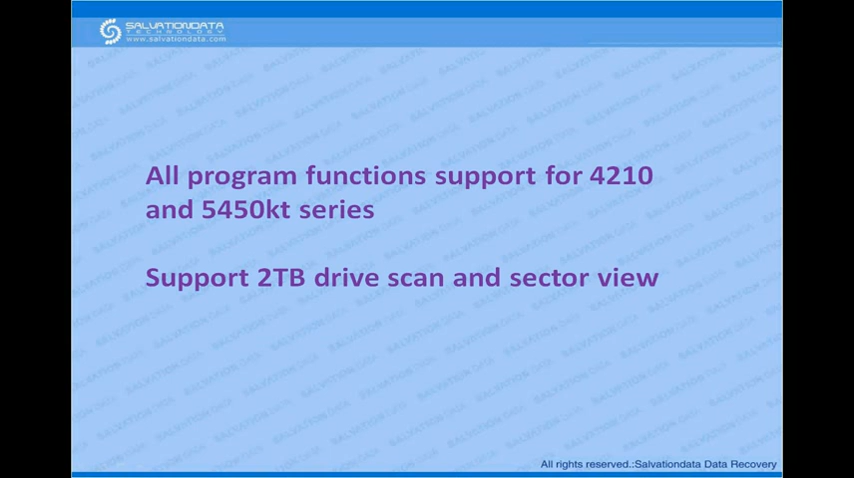 SALVATIONDATA
TECHNOLOGY
www.salvationdata.com
All program functions support for 4210
and 5450kt series
Support 2TB drive scan and sector view
All rights reserved.:Salvationdata Data Recovery